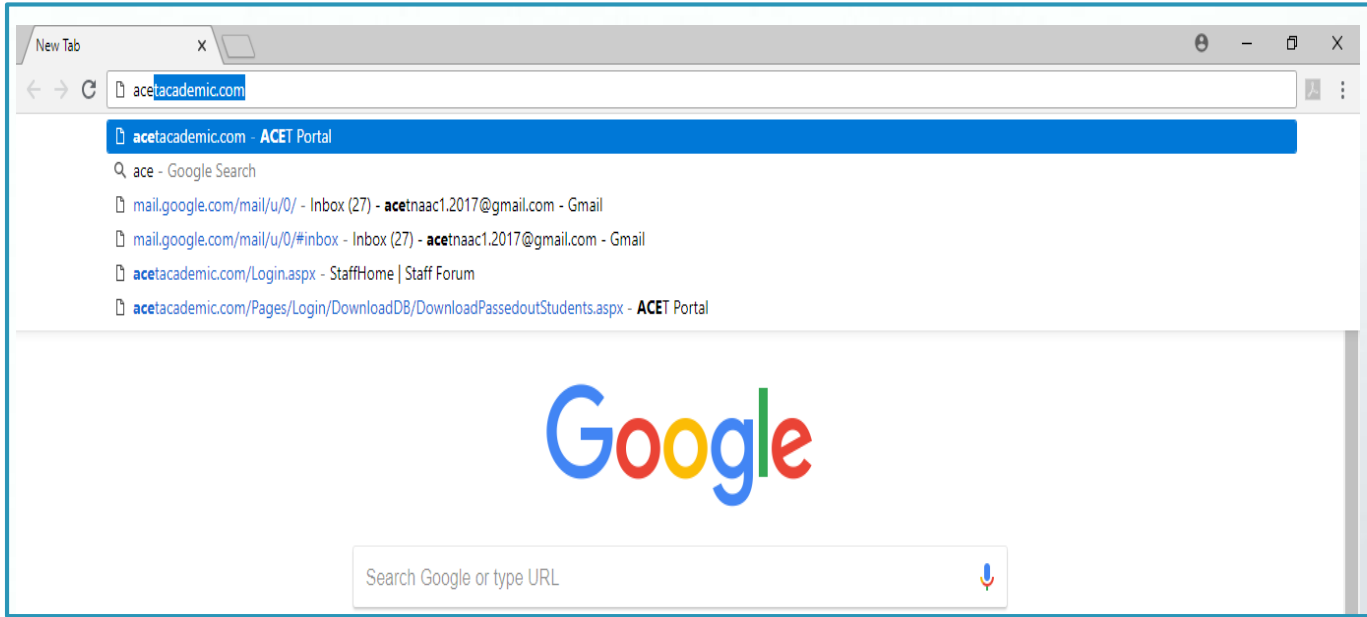 New Tab
acetacademic.com
acetacademic.com - ACET Portal
ace - Google Search
mail.google.com/mail/u/0/ - Inbox (27) - acetnaac1.2017@gmail.com - Gmail
mail.google.com/mail/u/0/#inbox - Inbox (27) - acetnaac1.2017@gmail.com - Gmail
acetacademic.com/Login.aspx - StaffHome | Staff Forum
acetacademic.com/Pages/Login/DownloadDB/DownloadPassedoutStudents.aspx - ACET Portal
Google
Search Google or type URL